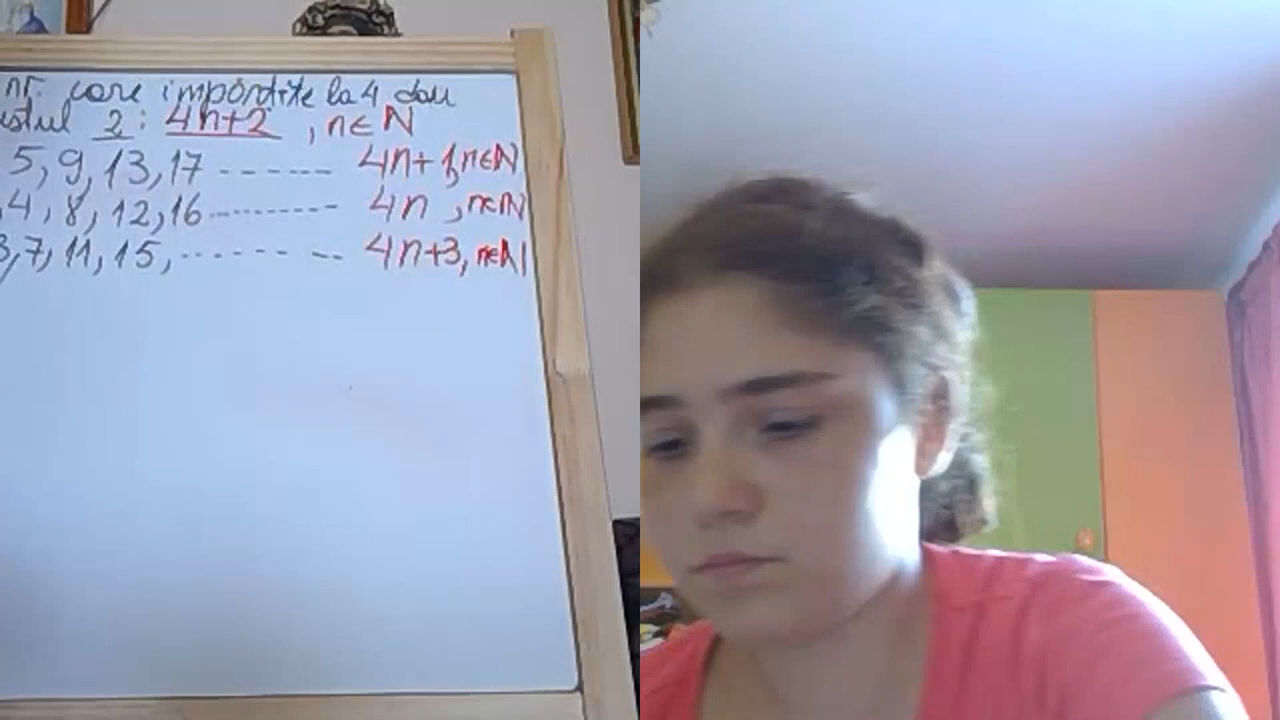 nr. care împărțite la 4 dau
restul 2: 4n+2, n∈ℕ
5, 9, 13, 17 ------ 4n+1, n∈ℕ
4, 8, 12, 16 ------------ 4n, n∈ℕ
3, 7, 11, 15, ------ -- 4n+3, n∈ℕ